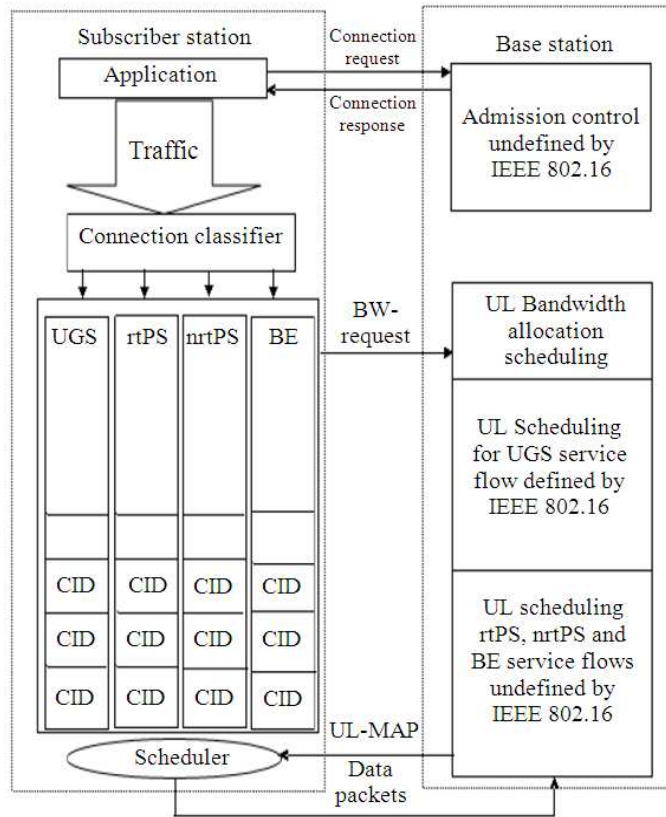 Subscriber station
Connection
request
Base station
Application
Connection
response
Admission control
undefined by
IEEE 802.16
Traffic
Connection classifier
UGS
rtPS
nrtPS
BE
BW-
request
UL Bandwidth
allocation
scheduling
UL Scheduling
for UGS service
flow defined by
IEEE 802.16
CID
CID
CID
CID
CID
CID
CID
CID
CID
CID
CID
CID
UL scheduling
rtPS, nrtPS and
BE service flows
undefined by
IEEE 802.16
UL-MAP
Scheduler
Data
packets